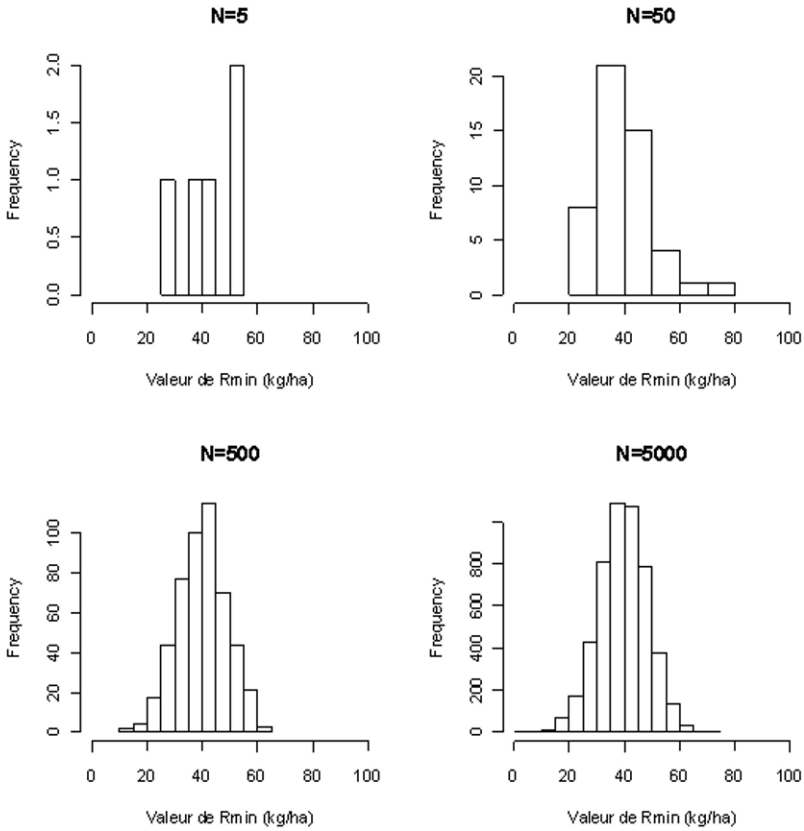 N=5
Frequency
2.0
1.5
1.0
0.5
0.0
0 20 40 60 80 100
Valeur de Rmin (kg/ha)
N=50
Frequency
20
15
10
5
0
0 20 40 60 80 100
Valeur de Rmin (kg/ha)
N=500
Frequency
100
80
60
40
20
0
0 20 40 60 80 100
Valeur de Rmin (kg/ha)
N=5000
Frequency
800
600
400
200
0
0 20 40 60 80 100
Valeur de Rmin (kg/ha)